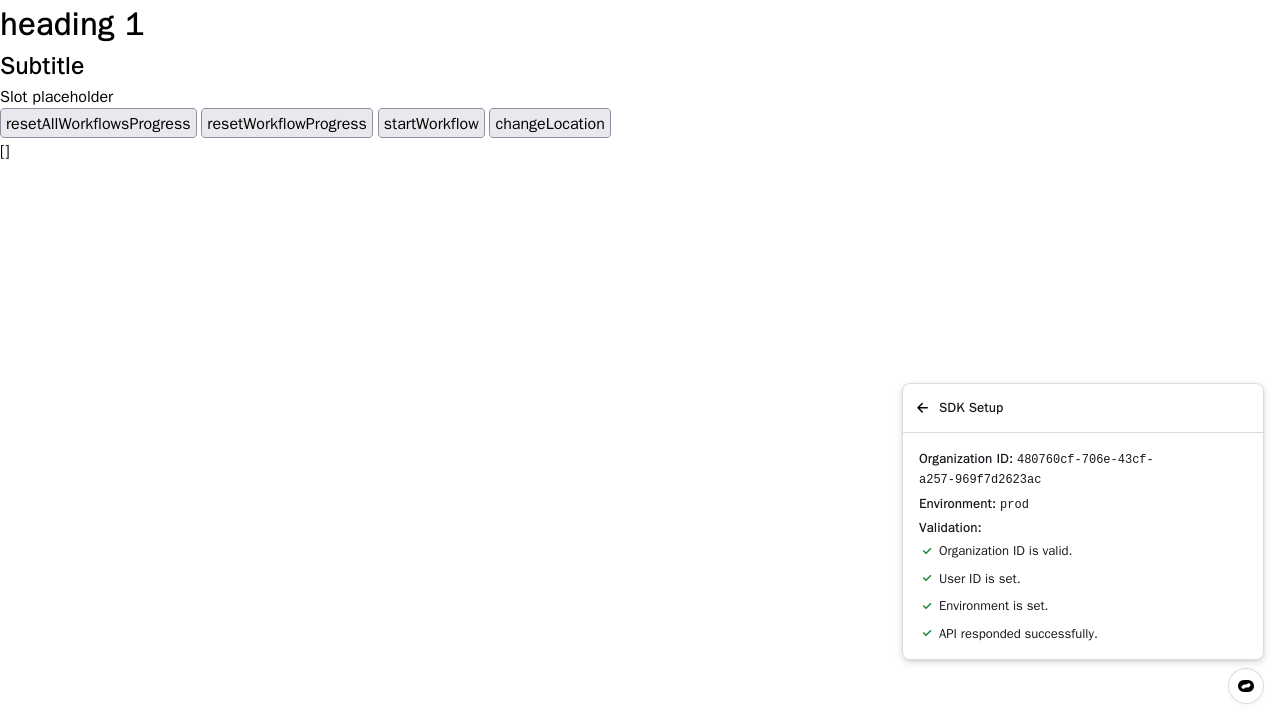 heading 1
Subtitle
Slot placeholder
resetAllWorkflowsProgress resetWorkflowProgress startWorkflow changeLocation
[]
SDK Setup
Organization ID: 480760cf-706e-43cf-
a257-969f7d2623ac
Environment: prod
Validation:
Organization ID is valid.
User ID is set.
Environment is set.
API responded successfully.